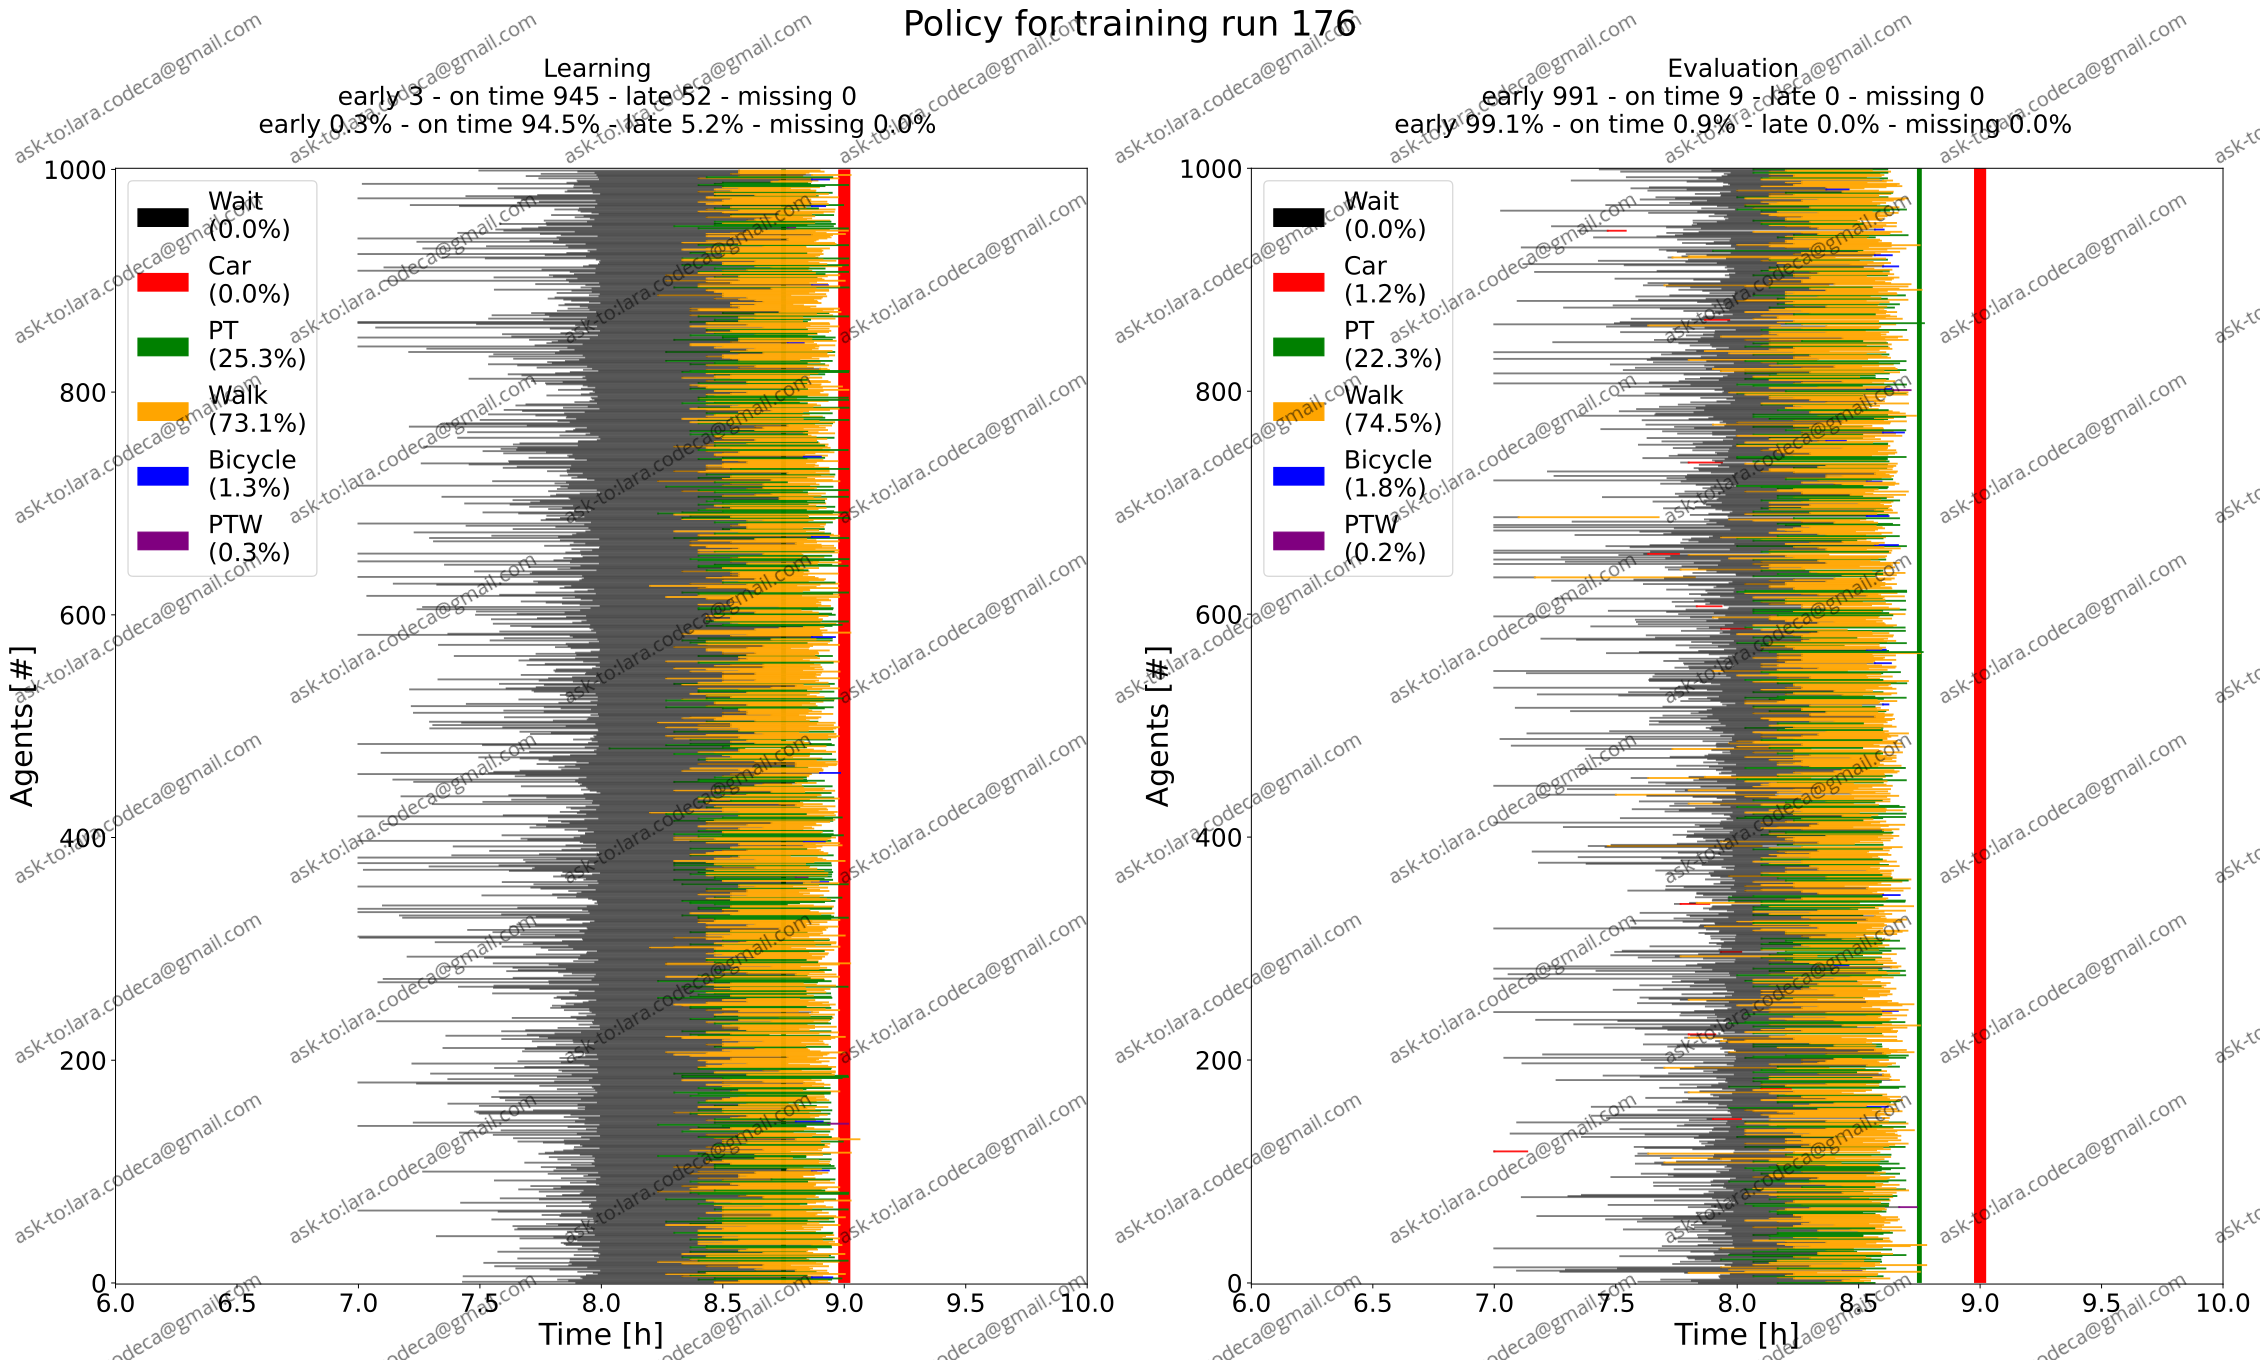 Policy for training run 176
Learning
early 3 - on time 945 - late 52 - missing 0
early 0.3% - on time 94.5% - late 5.2% - missing 0.0%
Wait
(0.0%)
Car
(0.0%)
PT
(25.3%)
Walk
(73.1%)
Bicycle
(1.3%)
PTW
(0.3%)
Agents [#]
1000
800
600
400
200
0
6.0 6.5 7.0 7.5 8.0 8.5 9.0 9.5 10.0
Time [h]
Evaluation
early 991 - on time 9 - late 0 - missing 0
early 99.1% - on time 0.9% - late 0.0% - missing 0.0%
Wait
(0.0%)
Car
(1.2%)
PT
(22.3%)
Walk
(74.5%)
Bicycle
(1.8%)
PTW
(0.2%)
Agents [#]
1000
800
600
400
200
0
6.0 6.5 7.0 7.5 8.0 8.5 9.0 9.5 10.0
Time [h]
ask-to:lara.codeca@gmail.com